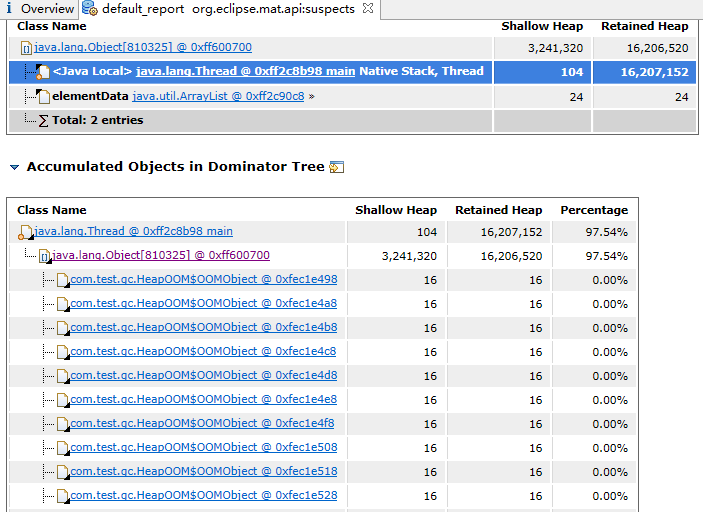 i Overview default_report org.eclipse.mat.api:suspects
Class Name Shallow Heap Retained Heap
java.lang.Object[810325] @ 0xff600700 3,241,320 16,206,520
<Java Local> java.lang.Thread @ 0xff2c8b98 main Native Stack, Thread 104 16,207,152
elementData java.util.ArrayList @ 0xff2c90c8 » 24 24
Σ Total: 2 entries
Accumulated Objects in Dominator Tree
Class Name Shallow Heap Retained Heap Percentage
java.lang.Thread @ 0xff2c8b98 main 104 16,207,152 97.54%
java.lang.Object[810325] @ 0xff600700 3,241,320 16,206,520 97.54%
com.test.gc.HeapOOM$OOMObject @ 0xfec1e498 16 16 0.00%
com.test.gc.HeapOOM$OOMObject @ 0xfec1e4a8 16 16 0.00%
com.test.gc.HeapOOM$OOMObject @ 0xfec1e4b8 16 16 0.00%
com.test.gc.HeapOOM$OOMObject @ 0xfec1e4c8 16 16 0.00%
com.test.gc.HeapOOM$OOMObject @ 0xfec1e4d8 16 16 0.00%
com.test.gc.HeapOOM$OOMObject @ 0xfec1e4e8 16 16 0.00%
com.test.gc.HeapOOM$OOMObject @ 0xfec1e4f8 16 16 0.00%
com.test.gc.HeapOOM$OOMObject @ 0xfec1e508 16 16 0.00%
com.test.gc.HeapOOM$OOMObject @ 0xfec1e518 16 16 0.00%
com.test.gc.HeapOOM$OOMObject @ 0xfec1e528 16 16 0.00%